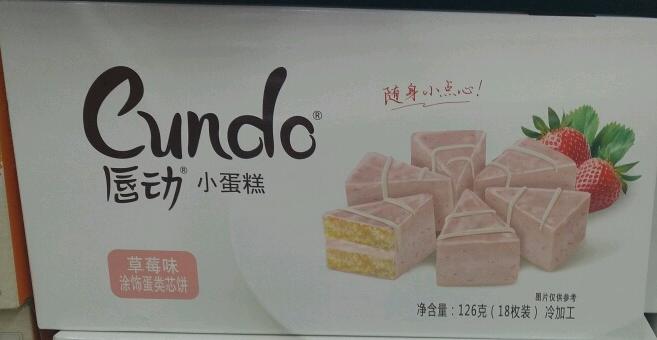 随身小点心!
Cundo®
唇动® 小蛋糕
草莓味
涂饰蛋类芯饼
图片仅供参考
净含量:126克(18枚装) 冷加工